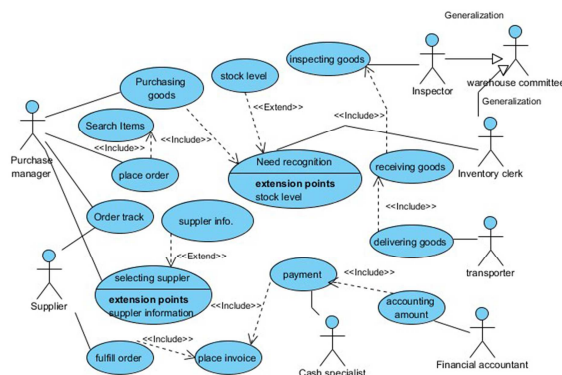 Generalization
inspecting goods
Inspector
warehouse committee
Purchasing
goods
stock level
<<Include>>
<<Extend>>
Generalization
Search Items
<<Include>>
<<Include>>
Purchase
manager
place order
Need recognition
extension points
stock level
receiving goods
Inventory clerk
Order track
suppler info.
<<Include>>
delivering goods
<<Extend>>
transporter
selecting suppler
payment
<<Include>>
Supplier
extension points
suppler information
<<Include>>
accounting
amount
fulfill order
<<Include>>
place invoice
Cash specialist
Financial accountant